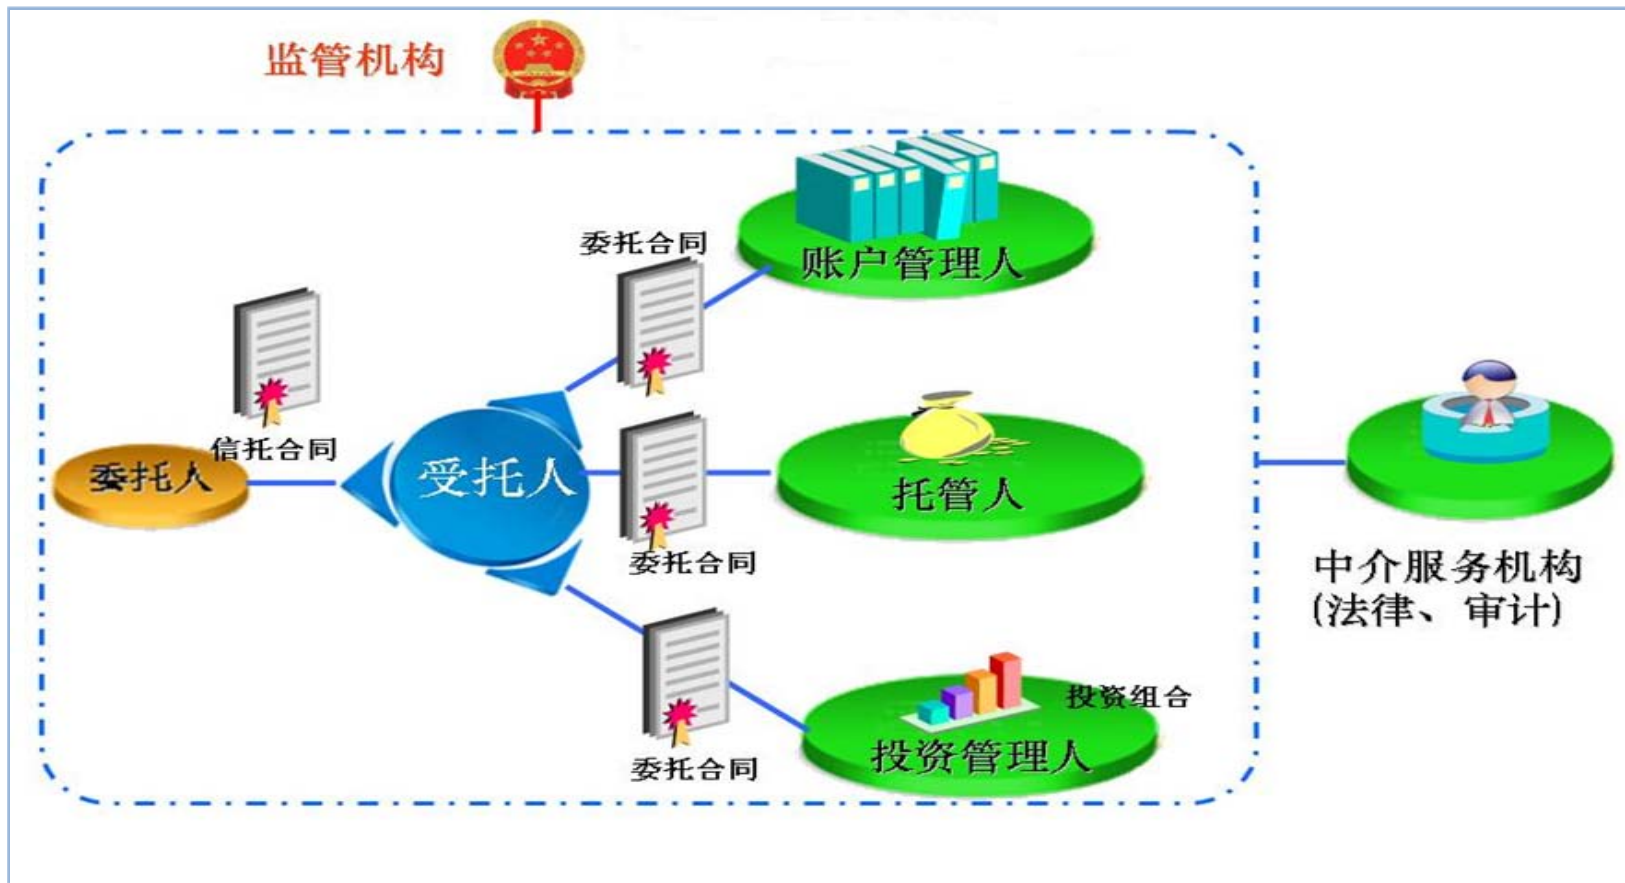 监管机构
委托合同
账户管理人
信托合同
委托人
受托人
托管人
委托合同
中介服务机构
(法律、审计)
投资组合
投资管理人
委托合同